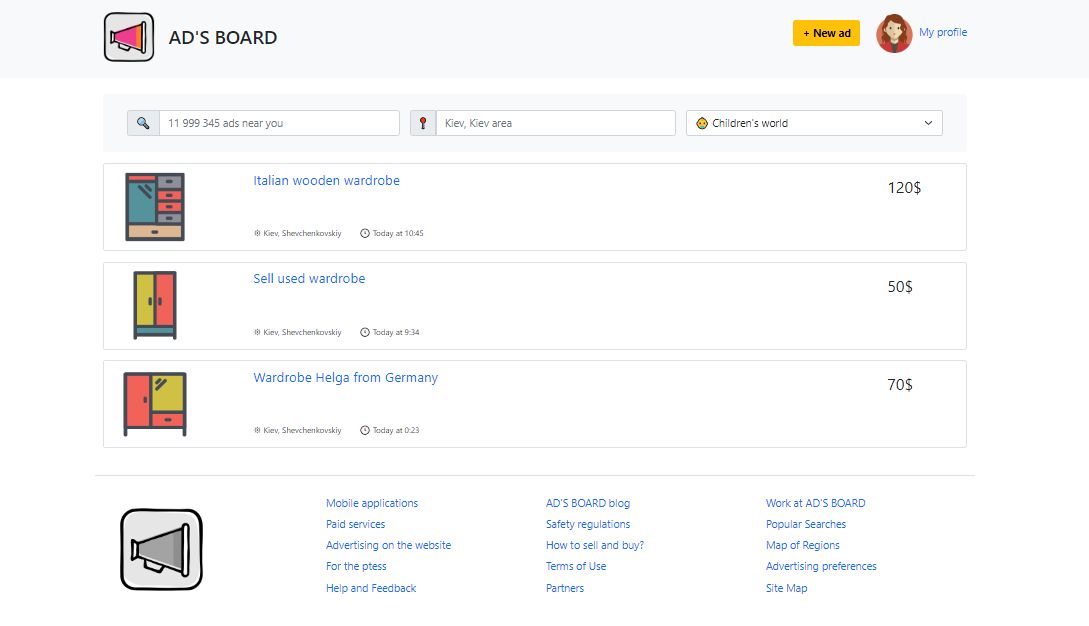 AD'S BOARD
+ New ad
My profile
11 999 345 ads near you
Kiev, Kiev area
Children's world
Italian wooden wardrobe
120$
Kiev, Shevchenkovskiy
Today at 10:45
Sell used wardrobe
50$
Kiev, Shevchenkovskiy
Today at 9:34
Wardrobe Helga from Germany
70$
Kiev, Shevchenkovskiy
Today at 0:23
Mobile applications
Paid services
Advertising on the website
For the ptess
Help and Feedback
AD'S BOARD blog
Safety regulations
How to sell and buy?
Terms of Use
Partners
Work at AD'S BOARD
Popular Searches
Map of Regions
Advertising preferences
Site Map